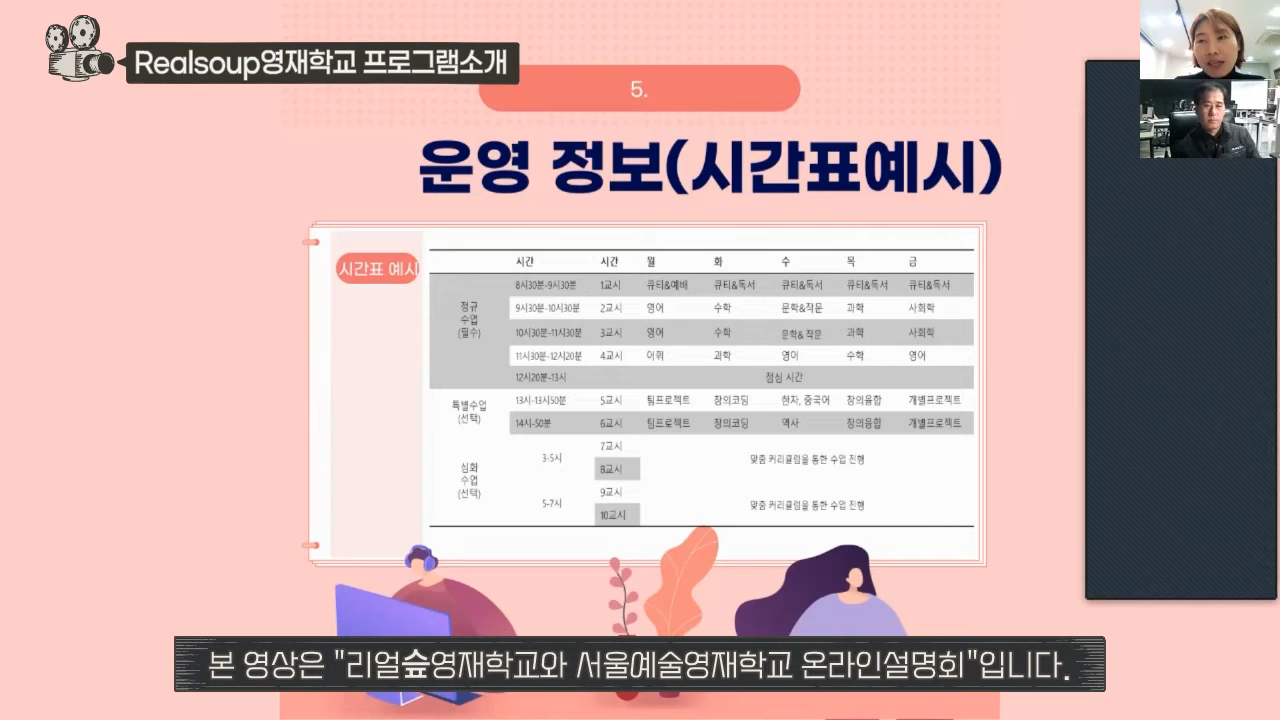 Realsoup영재학교 프로그램소개
5.
운영 정보(시간표예시)
시간표 예시
시간 시간 월 화 수 목 금
정규 수업 (필수)
8시30분-9시30분 1교시 큐티&예배 큐티&독서 큐티&독서 큐티&독서 큐티&독서
9시30분-10시30분 2교시 영어 수학 문학&작문 과학 사회학
10시30분-11시30분 3교시 영어 수학 문학& 작문 과학 사회학
11시30분-12시20분 4교시 어휘 과학 영어 수학 영어
12시20분-13시 점심 시간
특별수업 (선택)
13시-13시50분 5교시 팀프로젝트 창의코딩 한자, 중국어 창의융합 개별프로젝트
14시-50분 6교시 팀프로젝트 창의코딩 역사 창의융합 개별프로젝트
심화 수업 (선택)
3-5시 7교시 맞춤 커리큘럼을 통한 수업 진행
8교시
5-7시 9교시 맞춤 커리큘럼을 통한 수업 진행
10교시
본 영상은 "리얼숲영재학교와 서울예술영재학교 온라인설명회"입니다.